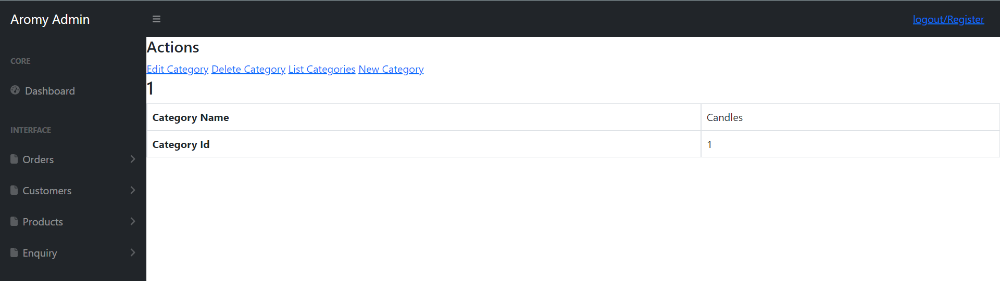 Aromy Admin
logout/Register
CORE
Dashboard
INTERFACE
Orders
Customers
Products
Enquiry
Actions
Edit Category Delete Category List Categories New Category
1
Category Name Candles
Category Id 1